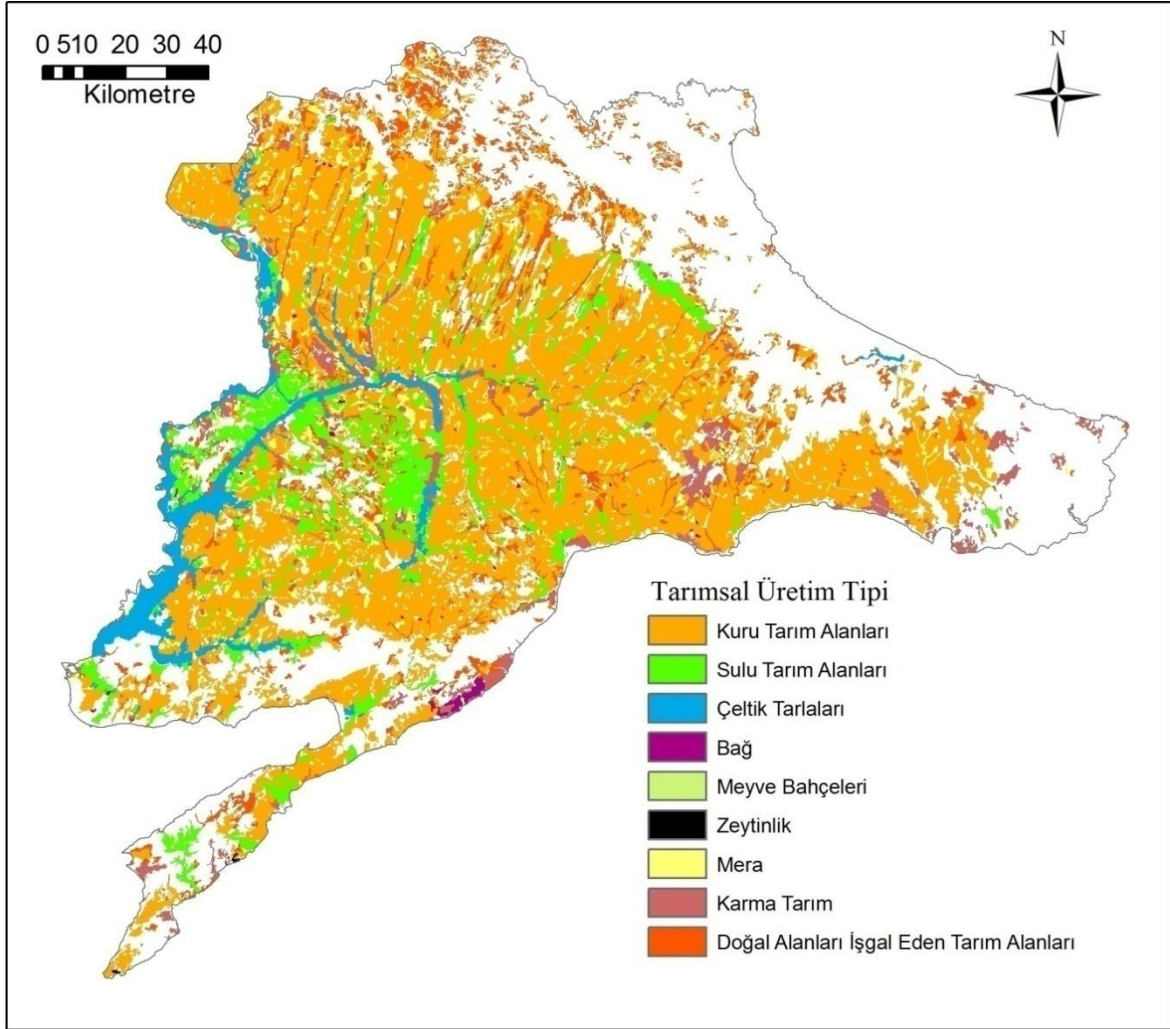 0 510 20 30 40
Kilometre
N
Tarımsal Üretim Tipi
Kuru Tarım Alanları
Sulu Tarım Alanları
Çeltik Tarlaları
Bağ
Meyve Bahçeleri
Zeytinlik
Mera
Karma Tarım
Doğal Alanları İşgal Eden Tarım Alanları